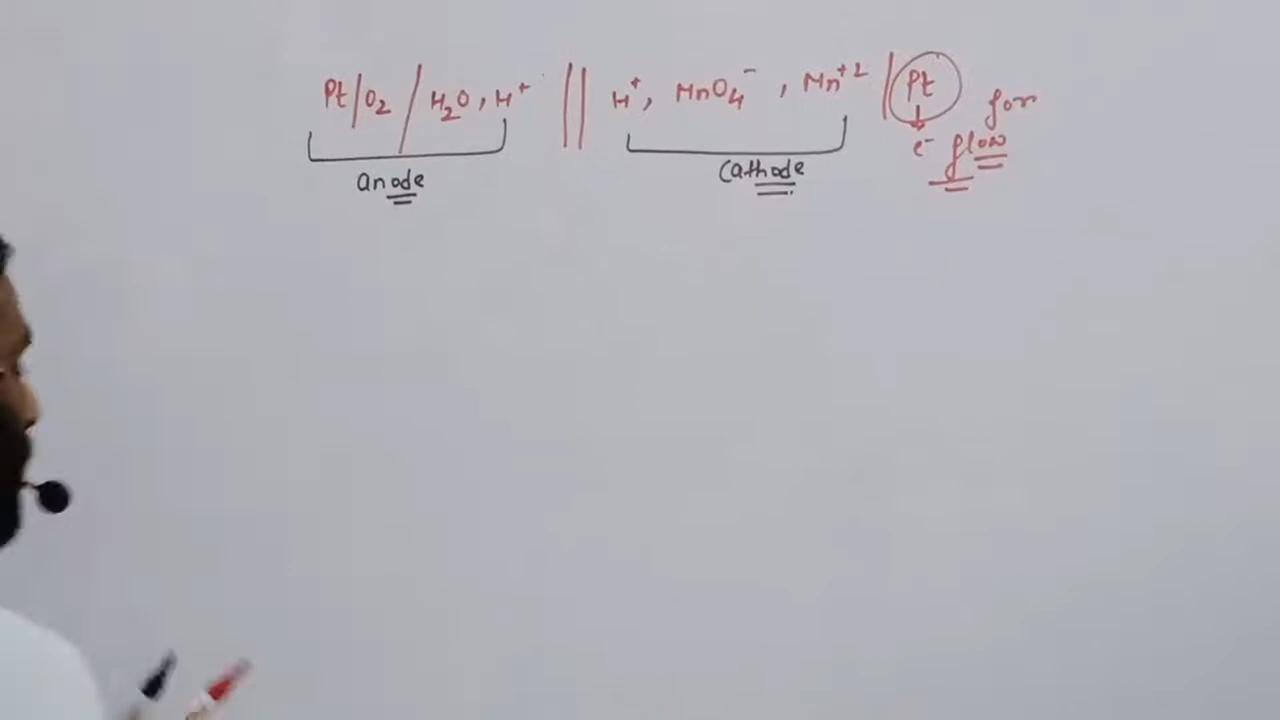 Pt/O₂/H₂O, H⁺ || H⁺, MnO₄⁻, Mn⁺² / Pt for
e⁻ flow
anode cathode